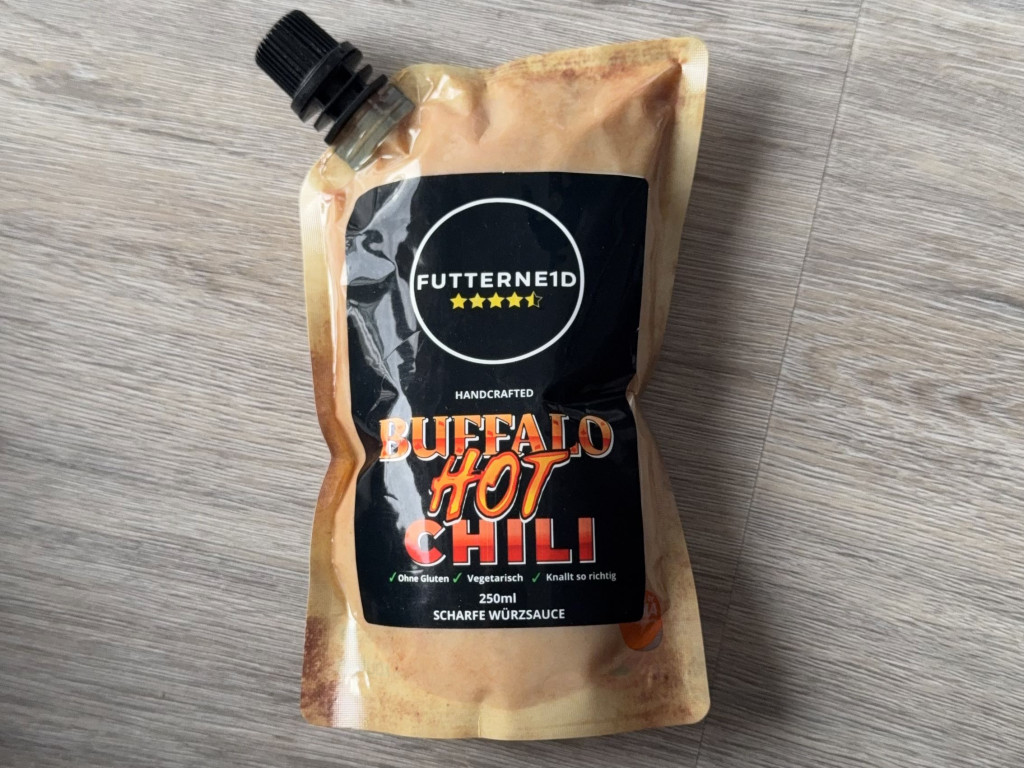 FUTTERNE1D
HANDCRAFTED
BUFFALO
HOT
CHILI
✓ Ohne Gluten ✓ Vegetarisch ✓ Knallt so richtig
250ml
SCHARFE WÜRZSAUCE